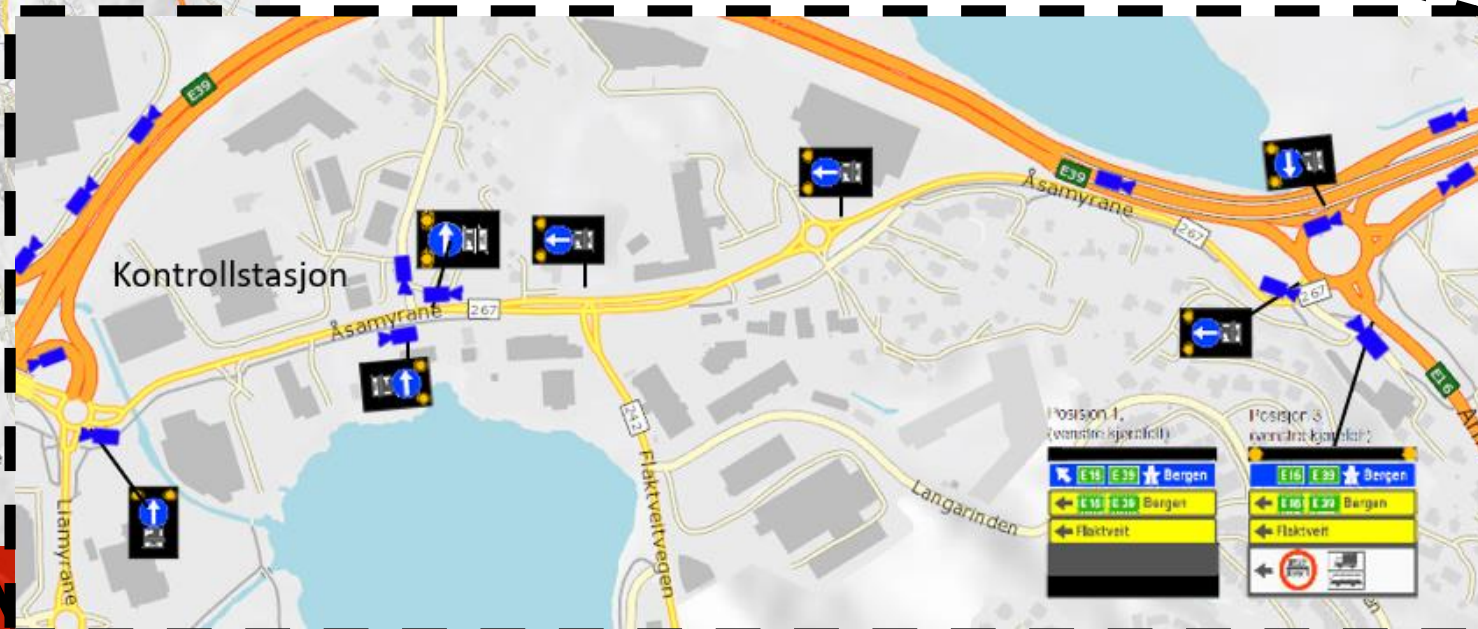 E39
E39
Åsamyrane
267
Kontrollstasjon
267
Åsamyrane
267
E16
242
Flaktveitvegen
Langarinden
Liamyrane
Posisjon 1,
(venstre kjørefelt)
E16 E39 Bergen
E16 E39 Bergen
Flaktveit
Posisjon 3
(venstre kjørefelt)
E16 E39 Bergen
E16 E39 Bergen
Flaktveit